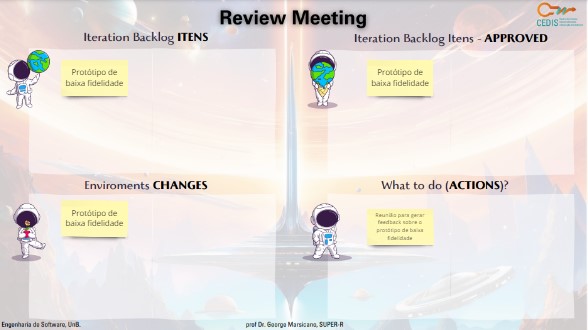 Review Meeting
CEDIS
Iteration Backlog ITENS
Iteration Backlog Itens - APPROVED
Protótipo de
baixa fidelidade
Protótipo de
baixa fidelidade
Enviroments CHANGES
What to do (ACTIONS)?
Protótipo de
baixa fidelidade
Reunião para gerar
feedback sobre o
protótipo de baixa
fidelidade
Engenharia de Software, UnB.
prof Dr. George Marsicano, SUPER-R